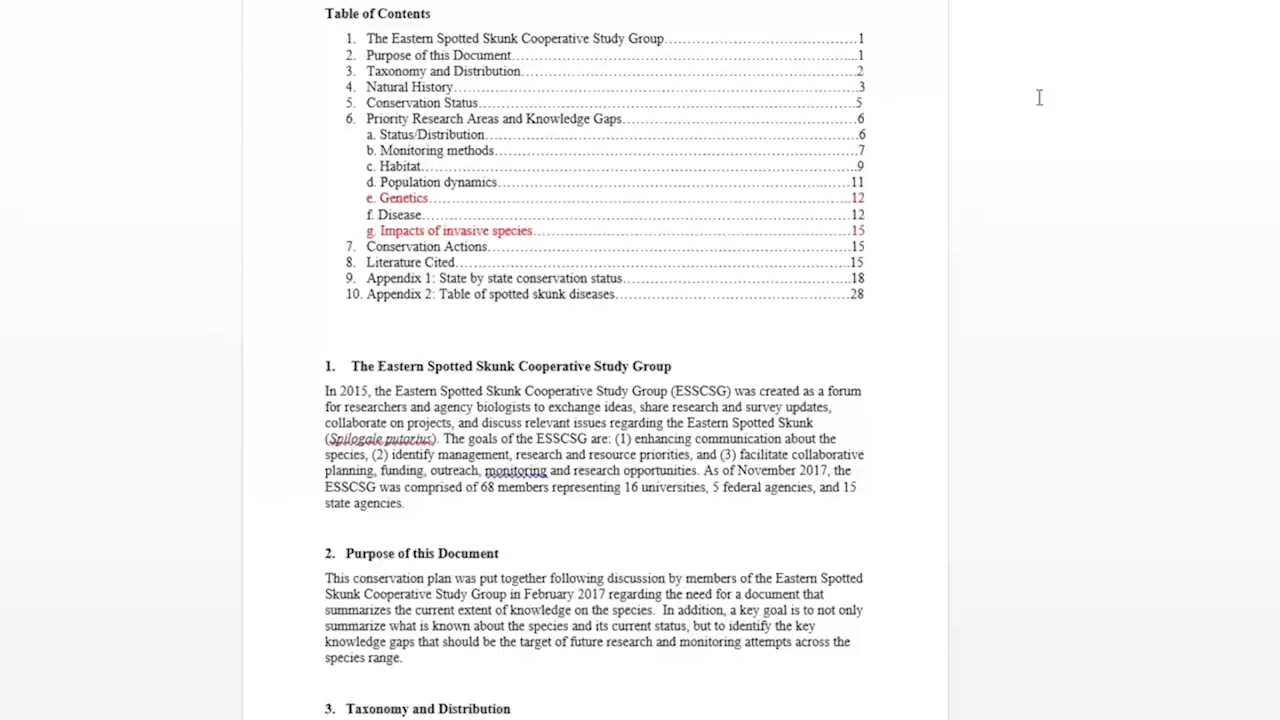 Table of Contents
1. The Eastern Spotted Skunk Cooperative Study Group.......................................................1
2. Purpose of this Document..............................................................................................1
3. Taxonomy and Distribution............................................................................................2
4. Natural History.............................................................................................................3
5. Conservation Status......................................................................................................5
6. Priority Research Areas and Knowledge Gaps................................................................6
a. Status/Distribution......................................................................................................6
b. Monitoring methods...................................................................................................7
c. Habitat.......................................................................................................................9
d. Population dynamics..................................................................................................11
e. Genetics....................................................................................................................12
f. Disease......................................................................................................................12
g. Impacts of invasive species........................................................................................15
7. Conservation Actions....................................................................................................15
8. Literature Cited............................................................................................................15
9. Appendix 1: State by state conservation status...............................................................18
10. Appendix 2: Table of spotted skunk diseases................................................................28
1. The Eastern Spotted Skunk Cooperative Study Group
In 2015, the Eastern Spotted Skunk Cooperative Study Group (ESSCSG) was created as a forum
for researchers and agency biologists to exchange ideas, share research and survey updates,
collaborate on projects, and discuss relevant issues regarding the Eastern Spotted Skunk
(Spilogale putorius). The goals of the ESSCSG are: (1) enhancing communication about the
species, (2) identify management, research and resource priorities, and (3) facilitate collaborative
planning, funding, outreach, monitoring and research opportunities. As of November 2017, the
ESSCSG was comprised of 68 members representing 16 universities, 5 federal agencies, and 15
state agencies.
2. Purpose of this Document
This conservation plan was put together following discussion by members of the Eastern Spotted
Skunk Cooperative Study Group in February 2017 regarding the need for a document that
summarizes the current extent of knowledge on the species. In addition, a key goal is to not only
summarize what is known about the species and its current status, but to identify the key
knowledge gaps that should be the target of future research and monitoring attempts across the
species range.
3. Taxonomy and Distribution